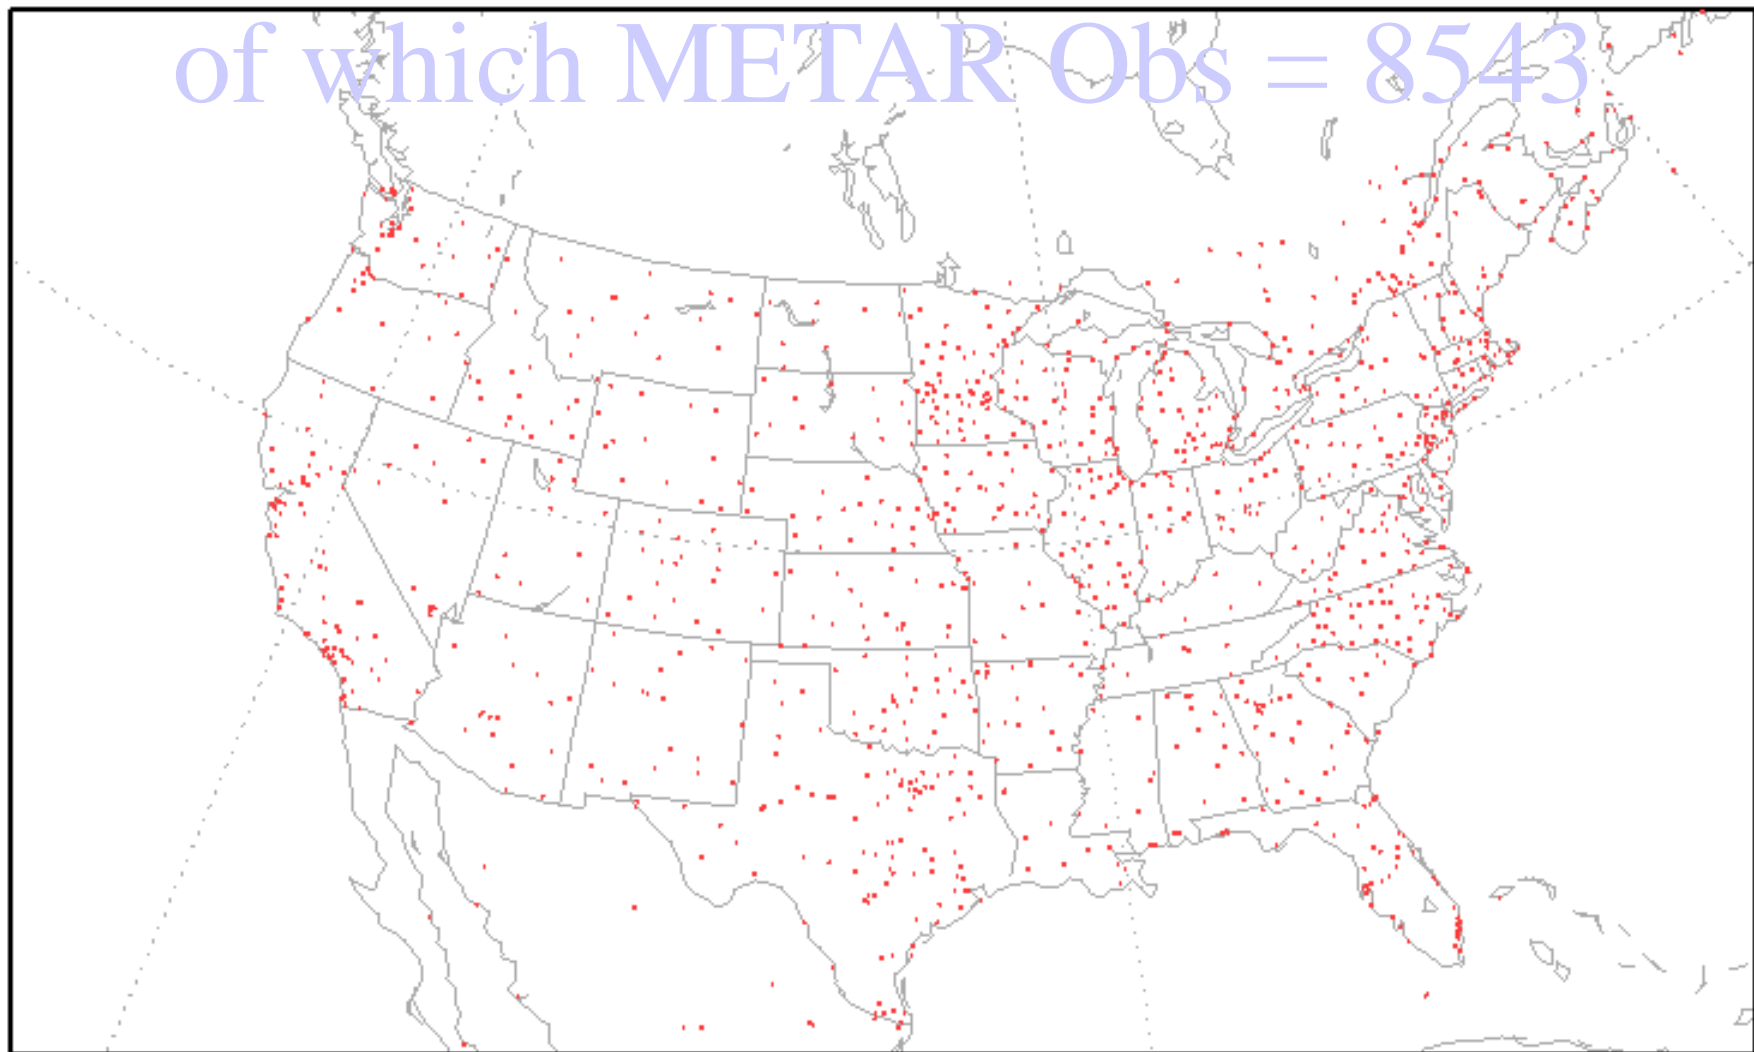 of which METAR Obs = 8543